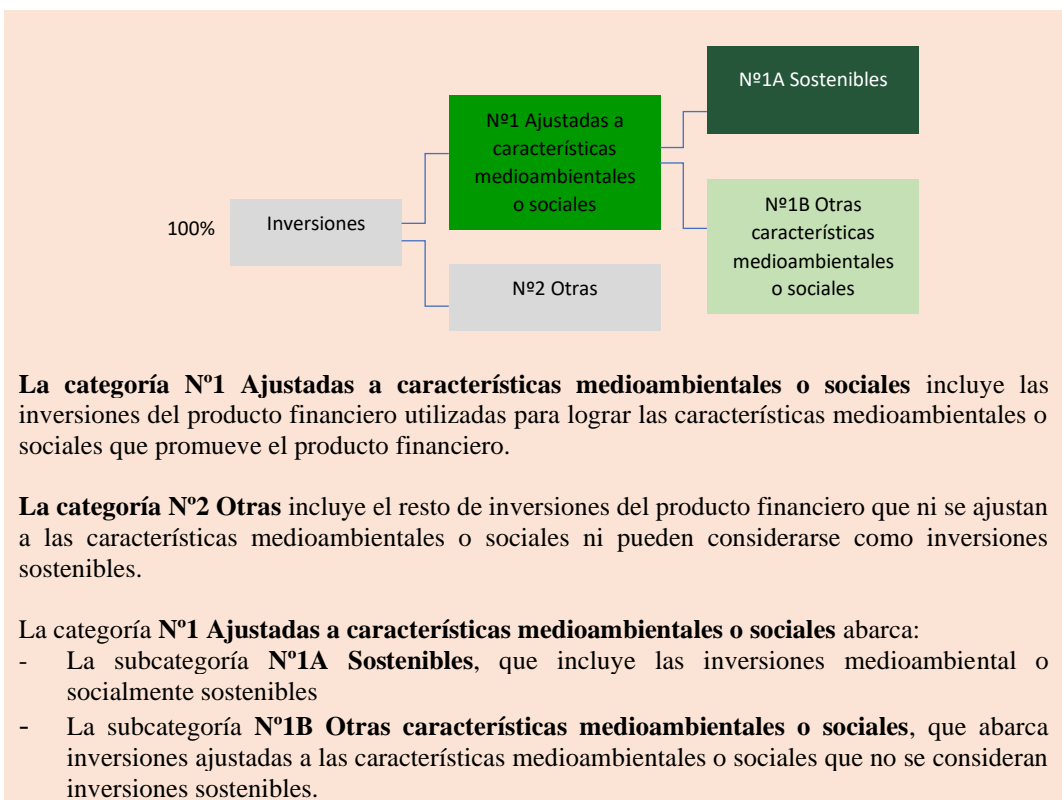 Nº1A Sostenibles
Nº1 Ajustadas a
características
medioambientales
o sociales
Nº1B Otras
características
medioambientales
o sociales
100%
Inversiones
Nº2 Otras
La categoría Nº1 Ajustadas a características medioambientales o sociales incluye las
inversiones del producto financiero utilizadas para lograr las características medioambientales o
sociales que promueve el producto financiero.
La categoría Nº2 Otras incluye el resto de inversiones del producto financiero que ni se ajustan
a las características medioambientales o sociales ni pueden considerarse como inversiones
sostenibles.
La categoría Nº1 Ajustadas a características medioambientales o sociales abarca:
- La subcategoría Nº1A Sostenibles, que incluye las inversiones medioambiental o
socialmente sostenibles
- La subcategoría Nº1B Otras características medioambientales o sociales, que abarca
inversiones ajustadas a las características medioambientales o sociales que no se consideran
inversiones sostenibles.